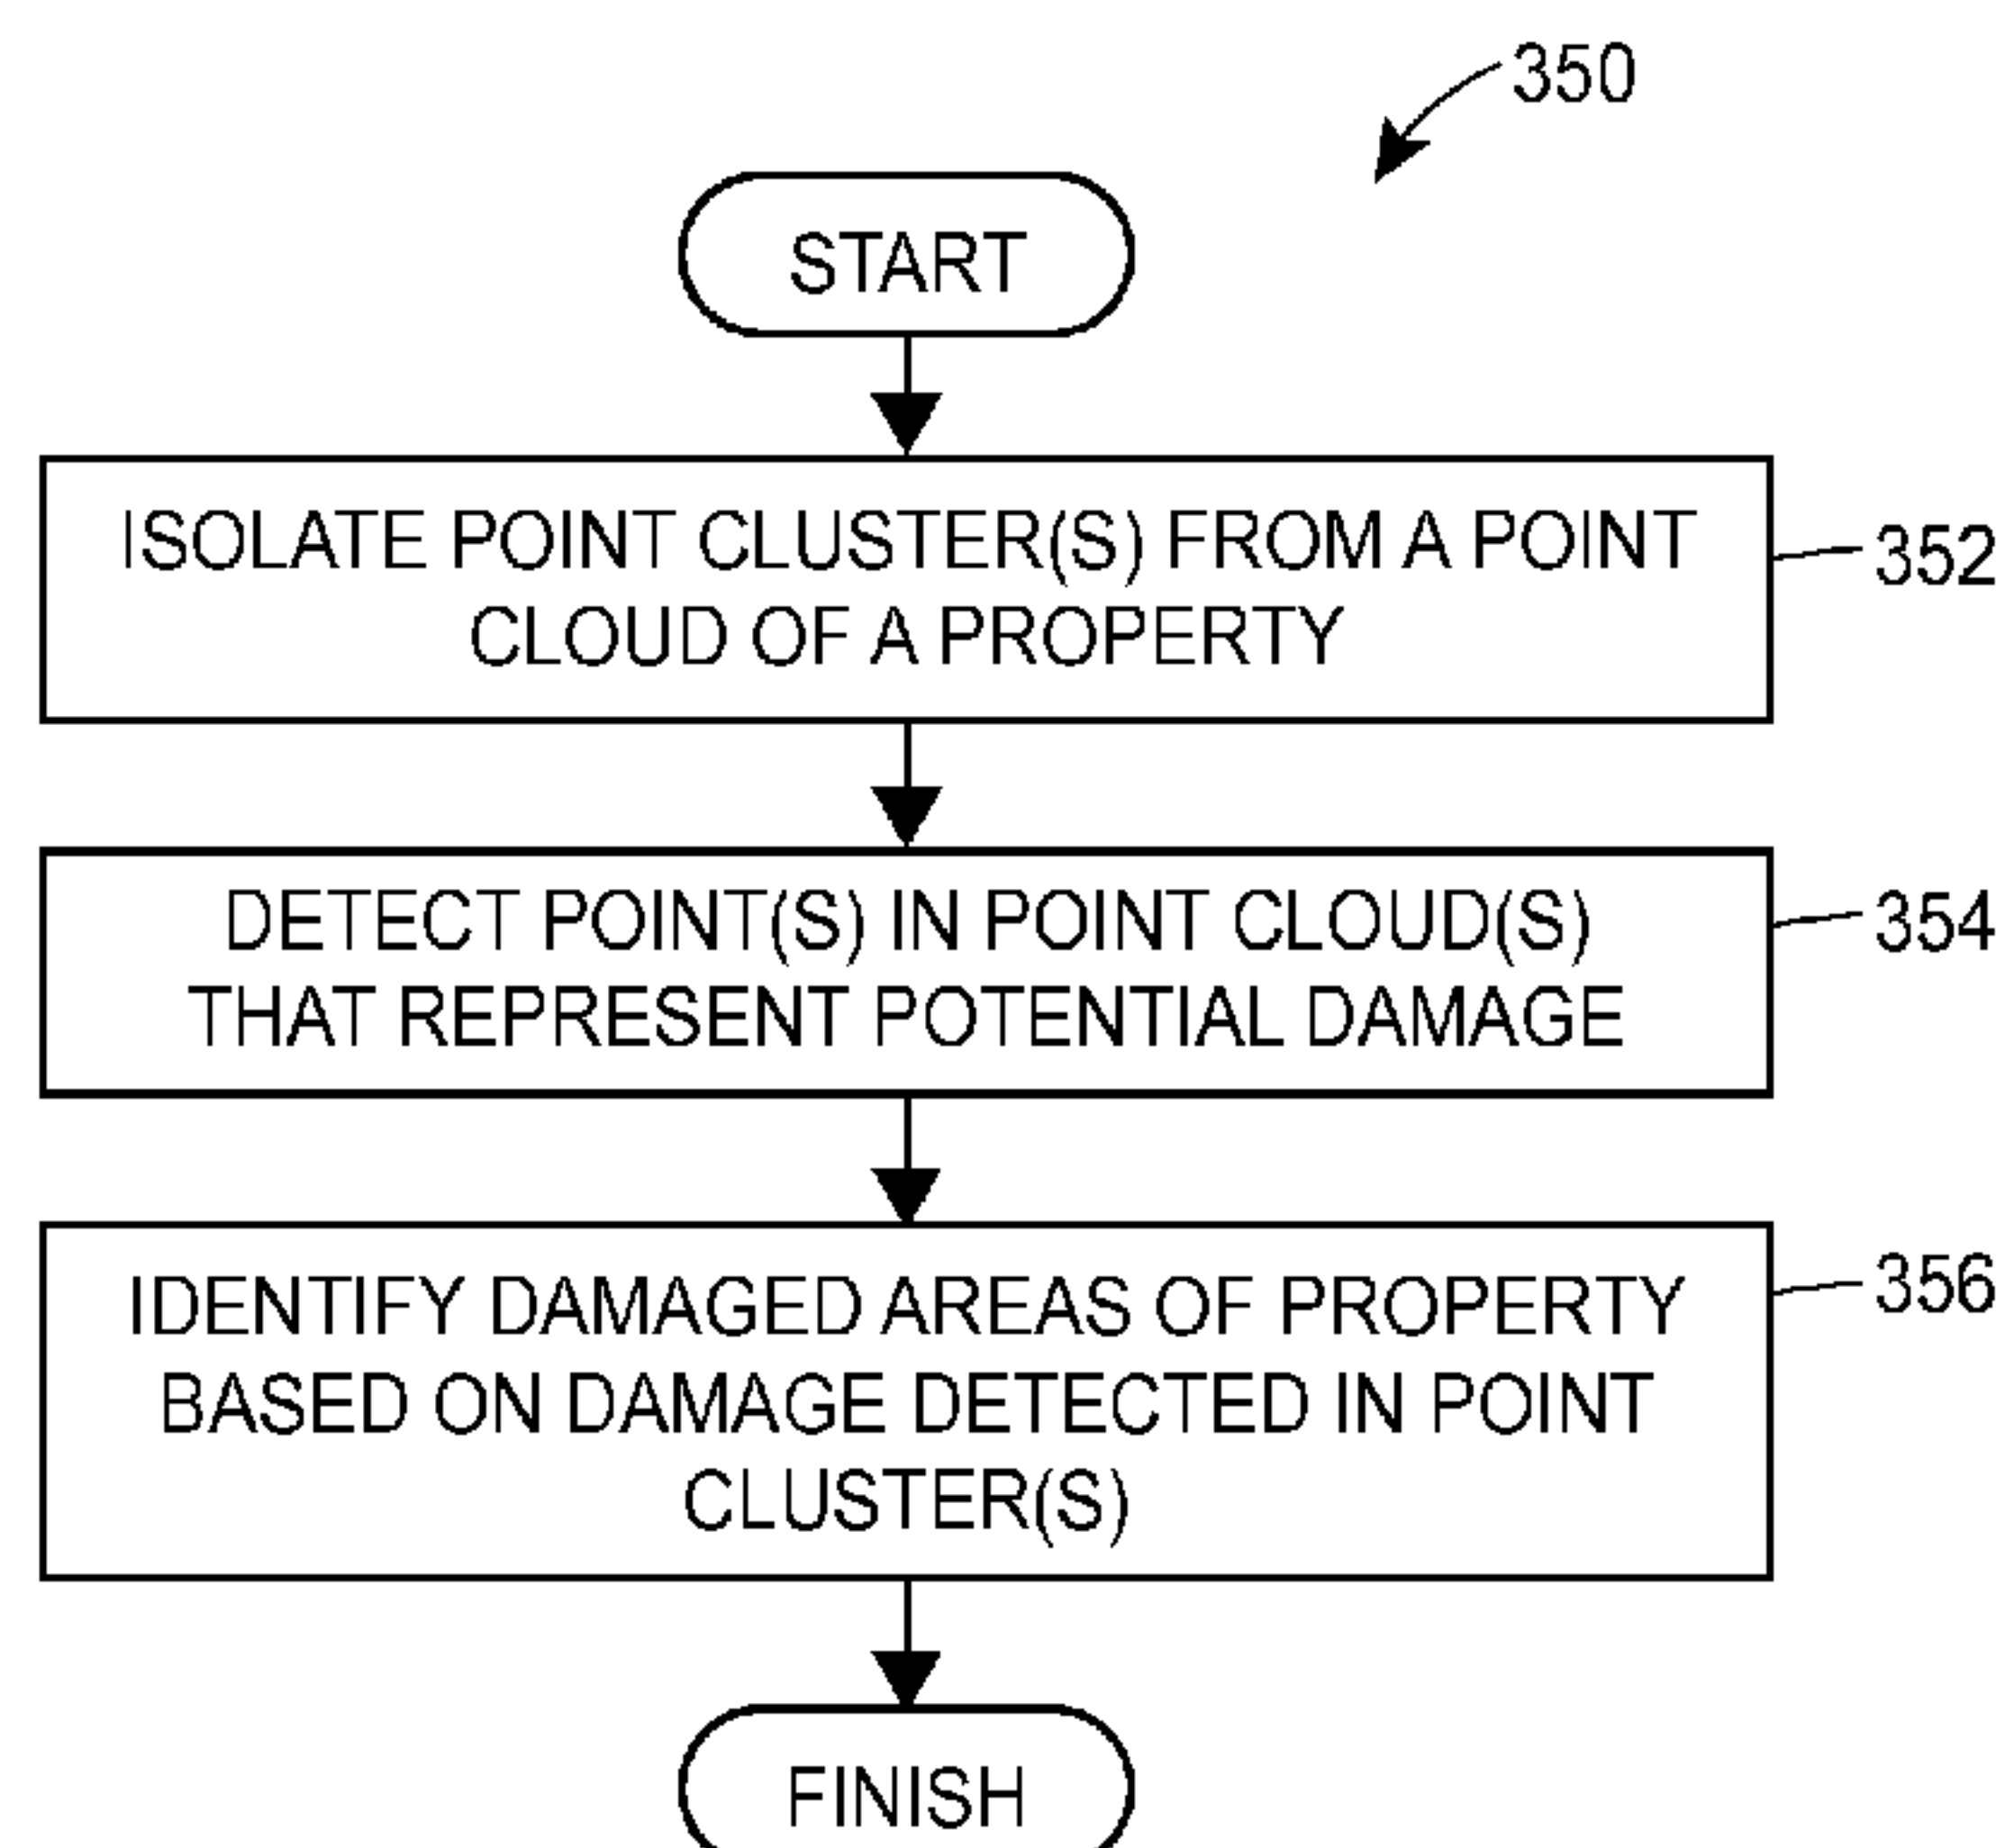 350
START
ISOLATE POINT CLUSTER(S) FROM A POINT
CLOUD OF A PROPERTY
352
DETECT POINT(S) IN POINT CLOUD(S)
THAT REPRESENT POTENTIAL DAMAGE
354
IDENTIFY DAMAGED AREAS OF PROPERTY
BASED ON DAMAGE DETECTED IN POINT
CLUSTER(S)
356
FINISH